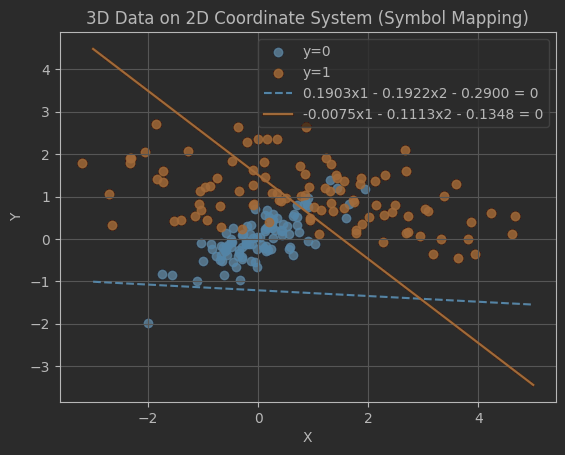 3D Data on 2D Coordinate System (Symbol Mapping)
y=0
y=1
0.1903x1 - 0.1922x2 - 0.2900 = 0
-0.0075x1 - 0.1113x2 - 0.1348 = 0
Y
4
3
2
1
0
−1
−2
−3
−2
0
2
4
X